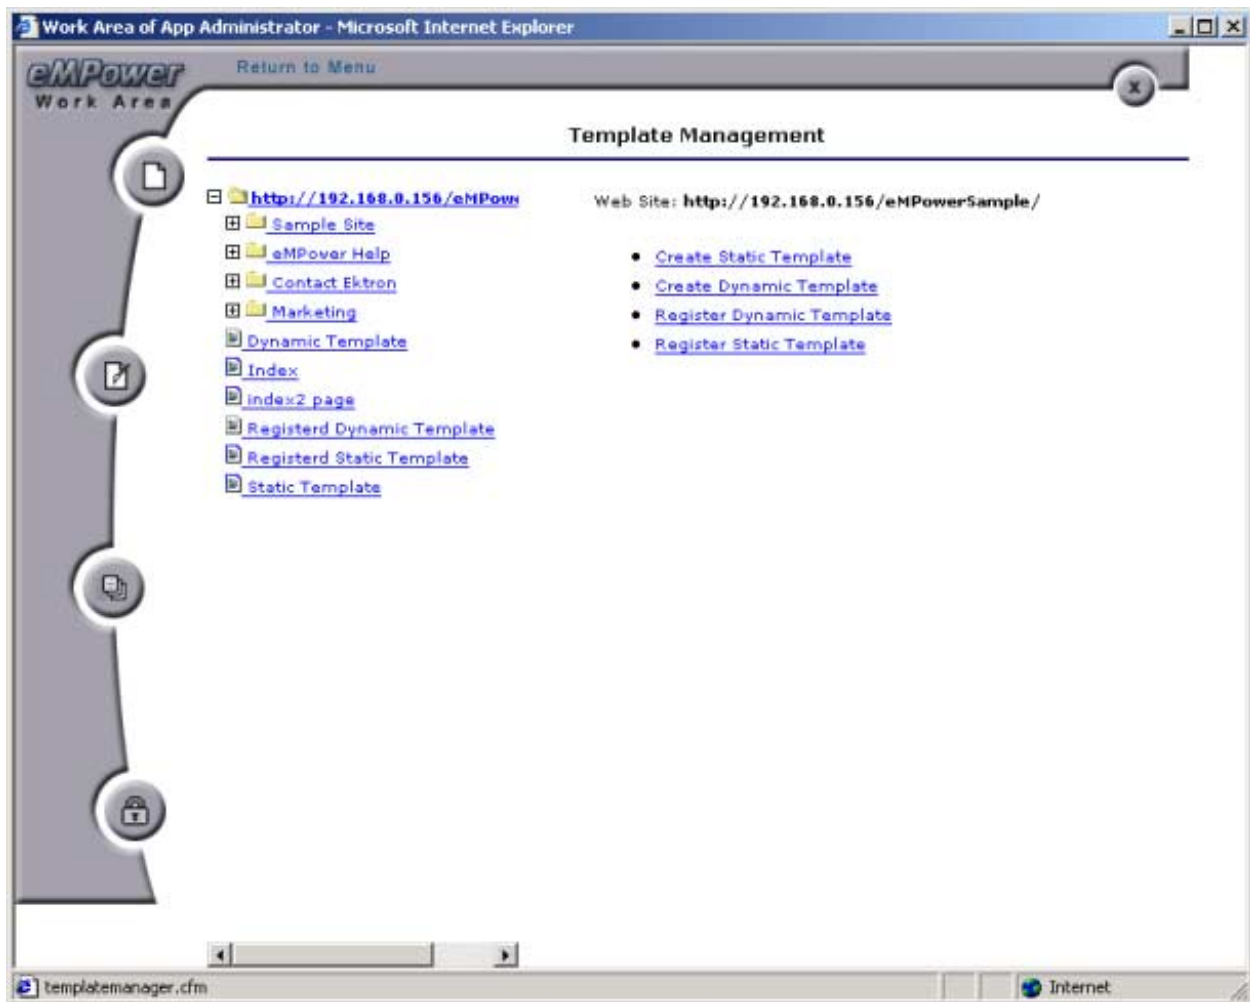 Work Area of App Administrator - Microsoft Internet Explorer
eMPower
Work Area
Return to Menu
x
Template Management
http://192.168.0.156/eMPow
Sample Site
eMPower Help
Contact Ektron
Marketing
Dynamic Template
Index
index2 page
Registerd Dynamic Template
Registerd Static Template
Static Template
Web Site: http://192.168.0.156/eMPowerSample/
Create Static Template
Create Dynamic Template
Register Dynamic Template
Register Static Template
templatemanager.cfm
Internet